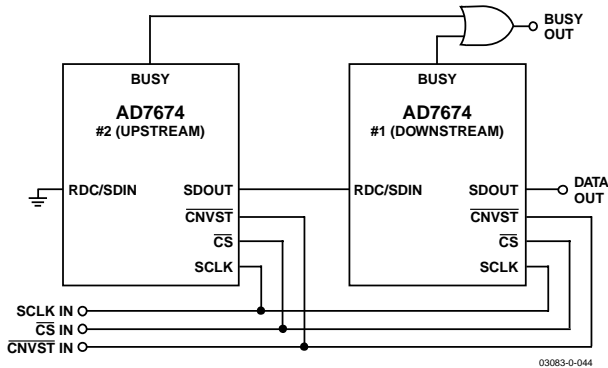 BUSY
OUT
BUSY
AD7674
#2 (UPSTREAM)
RDC/SDIN
SDOUT
CNVST
CS
SCLK
BUSY
AD7674
#1 (DOWNSTREAM)
RDC/SDIN
SDOUT
CNVST
CS
SCLK
DATA
OUT
SCLK IN
CS IN
CNVST IN
03083-0-044